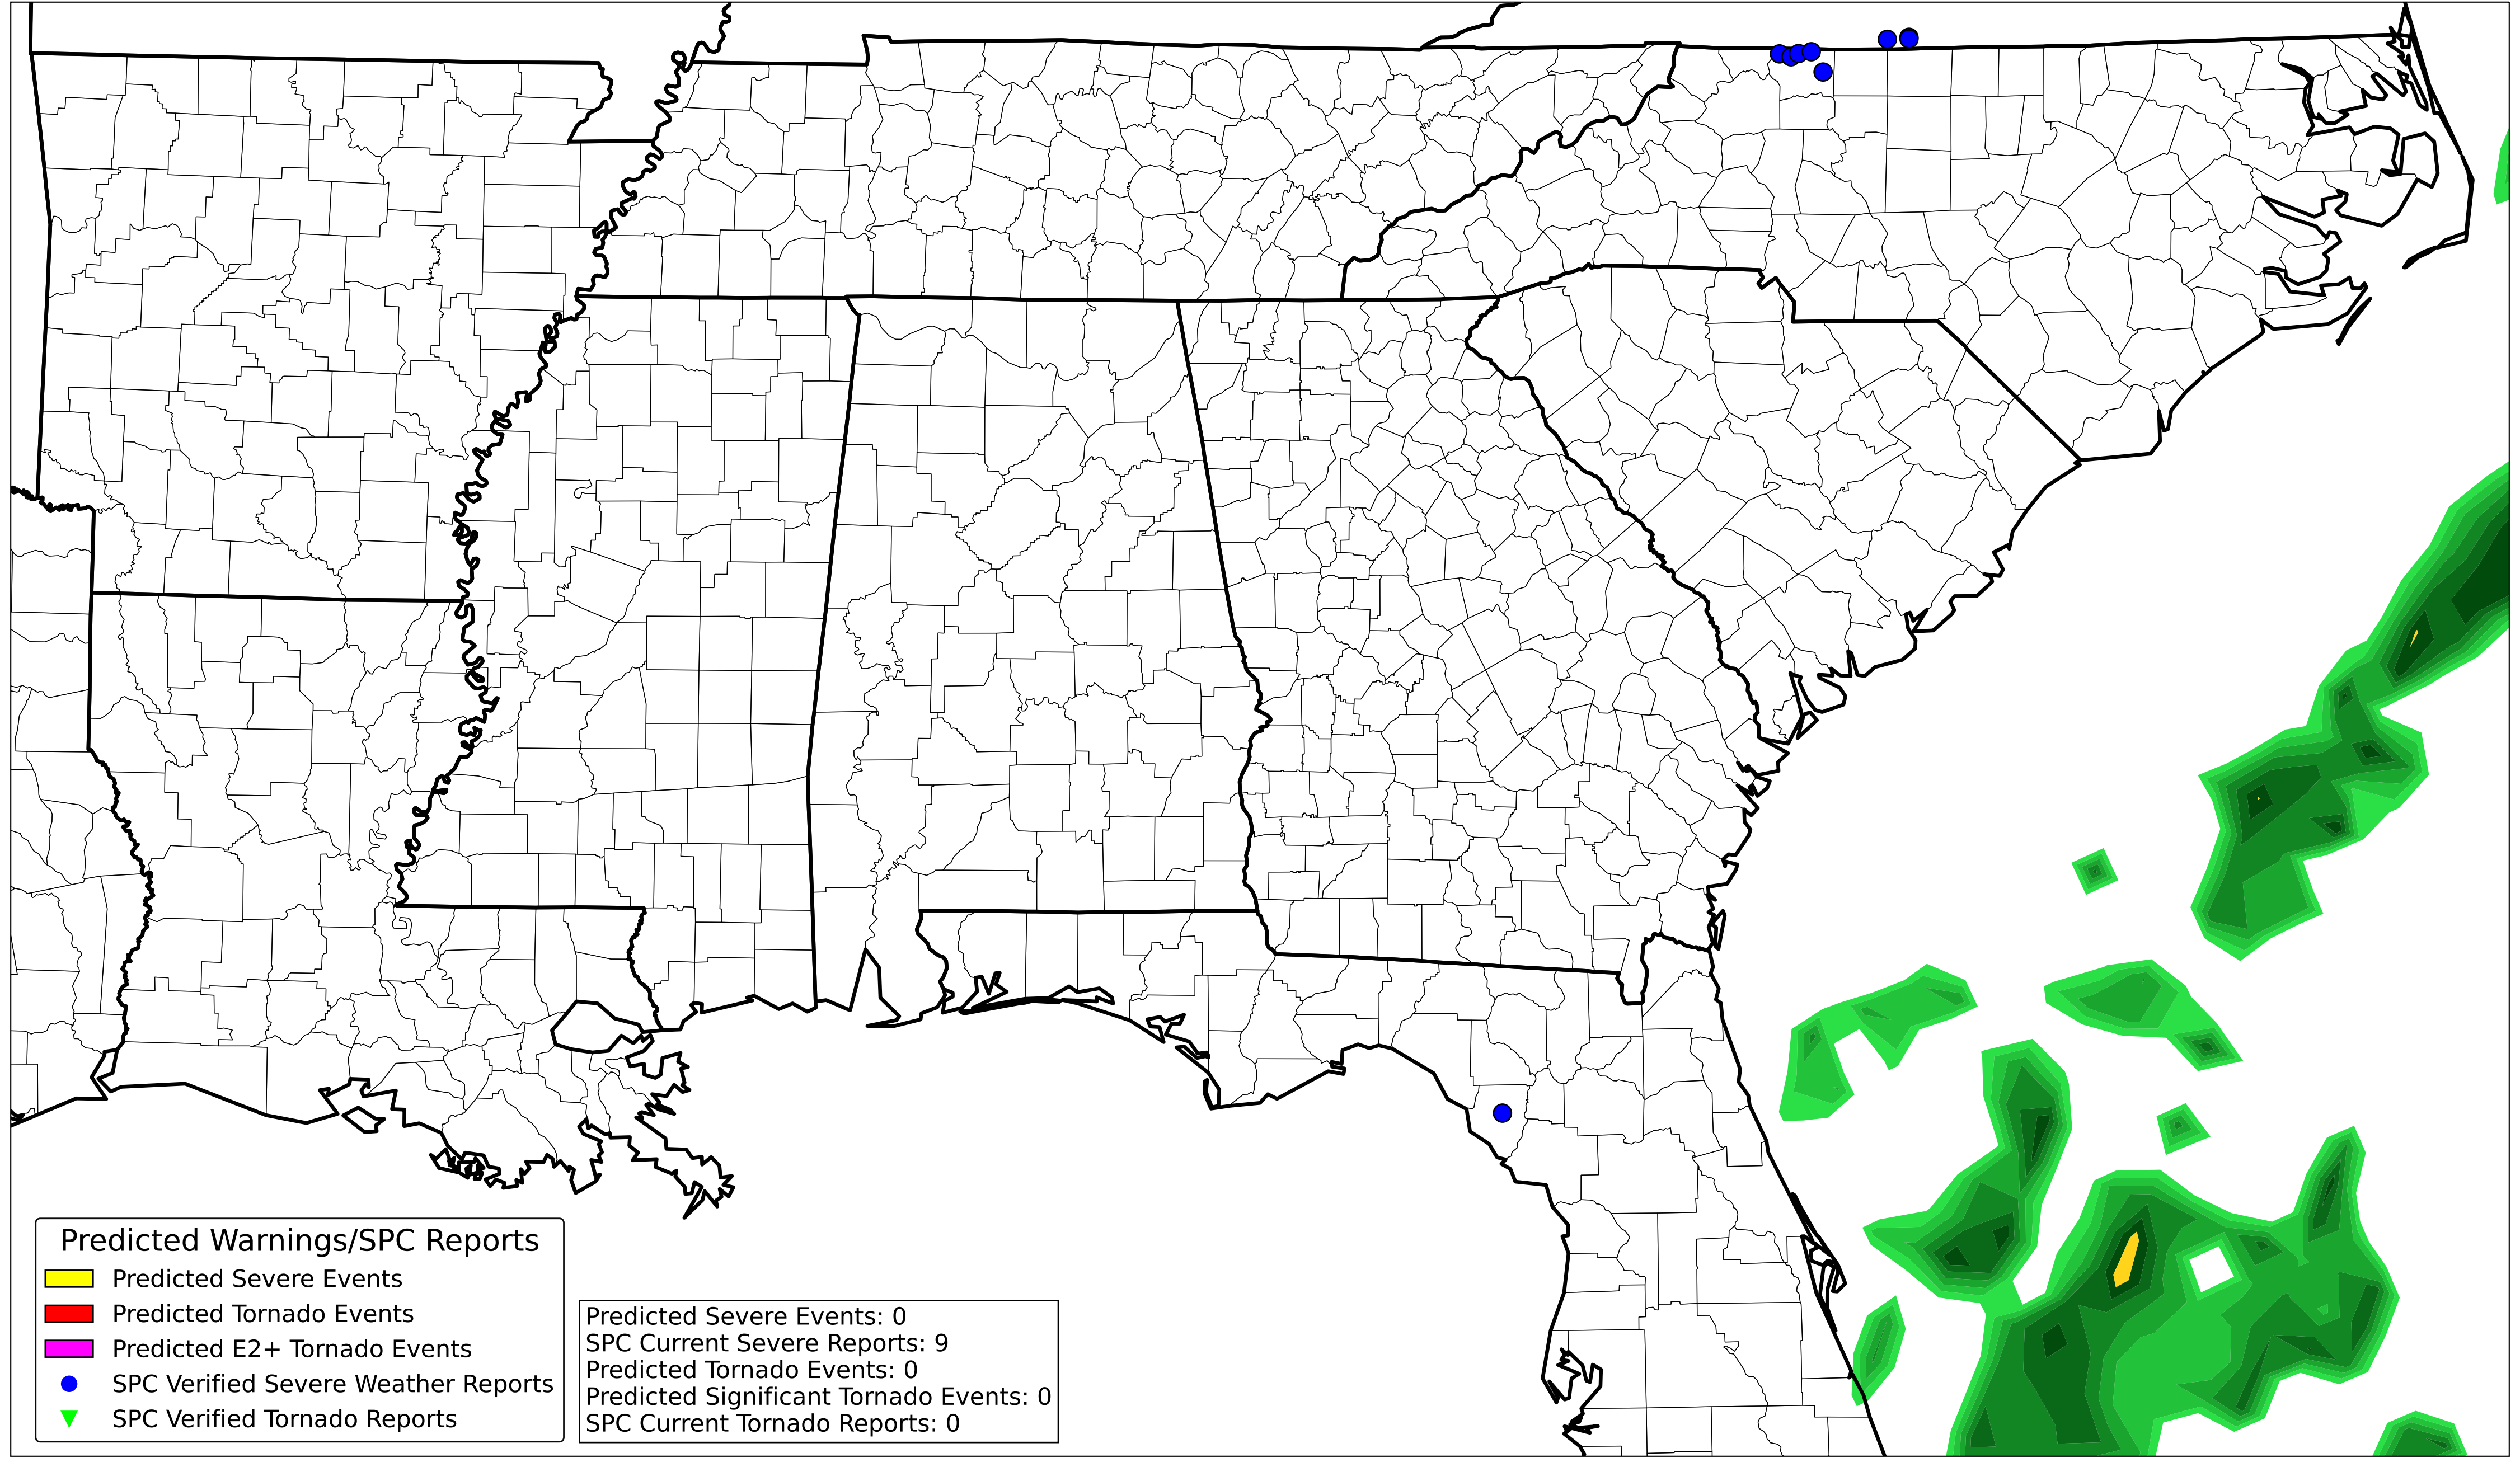 Predicted Warnings/SPC Reports
Predicted Severe Events
Predicted Tornado Events
Predicted E2+ Tornado Events
SPC Verified Severe Weather Reports
SPC Verified Tornado Reports
Predicted Severe Events: 0
SPC Current Severe Reports: 9
Predicted Tornado Events: 0
Predicted Significant Tornado Events: 0
SPC Current Tornado Reports: 0